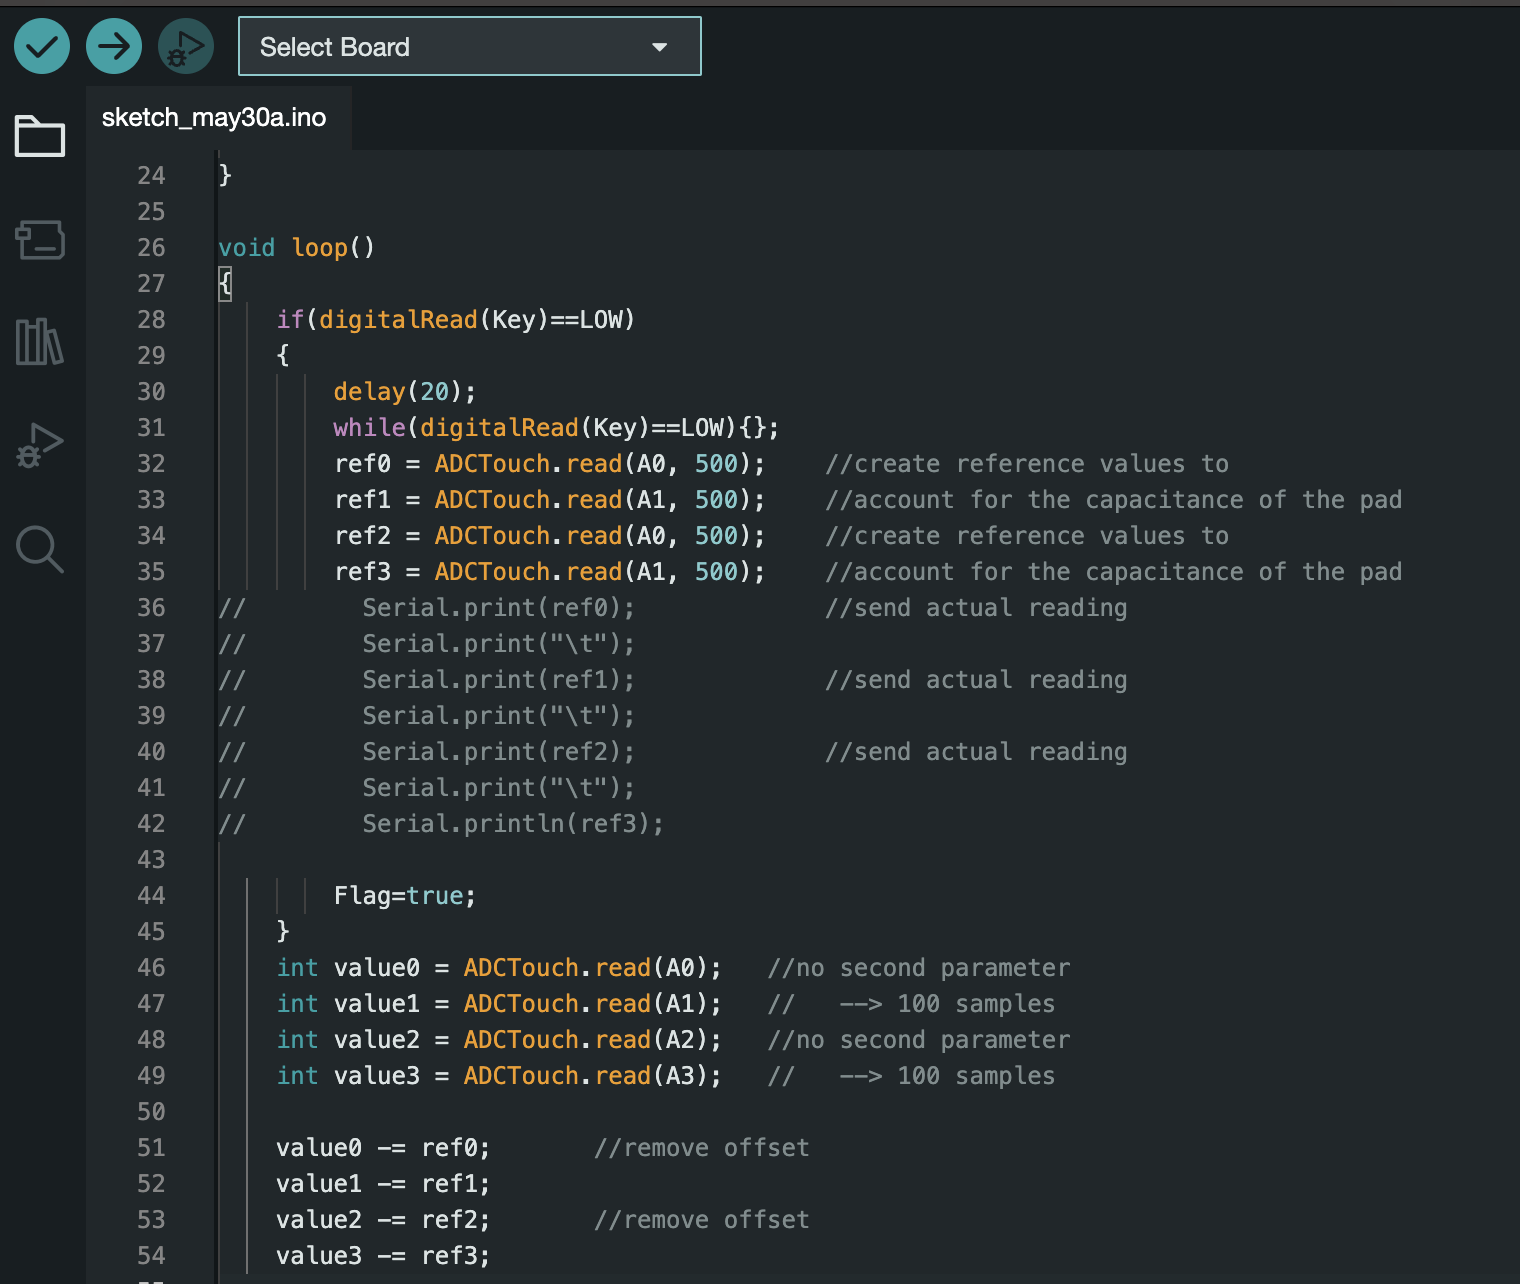 Select Board
sketch_may30a.ino
24 }
25
26 void loop()
27 {
28     if(digitalRead(Key)==LOW)
29     {
30         delay(20);
31         while(digitalRead(Key)==LOW){};
32         ref0 = ADCTouch.read(A0, 500);    //create reference values to
33         ref1 = ADCTouch.read(A1, 500);    //account for the capacitance of the pad
34         ref2 = ADCTouch.read(A0, 500);    //create reference values to
35         ref3 = ADCTouch.read(A1, 500);    //account for the capacitance of the pad
36 //        Serial.print(ref0);             //send actual reading
37 //        Serial.print("\t");
38 //        Serial.print(ref1);             //send actual reading
39 //        Serial.print("\t");
40 //        Serial.print(ref2);             //send actual reading
41 //        Serial.print("\t");
42 //        Serial.println(ref3);
43
44         Flag=true;
45     }
46     int value0 = ADCTouch.read(A0);   //no second parameter
47     int value1 = ADCTouch.read(A1);   //   --> 100 samples
48     int value2 = ADCTouch.read(A2);   //no second parameter
49     int value3 = ADCTouch.read(A3);   //   --> 100 samples
50
51     value0 -= ref0;       //remove offset
52     value1 -= ref1;
53     value2 -= ref2;       //remove offset
54     value3 -= ref3;